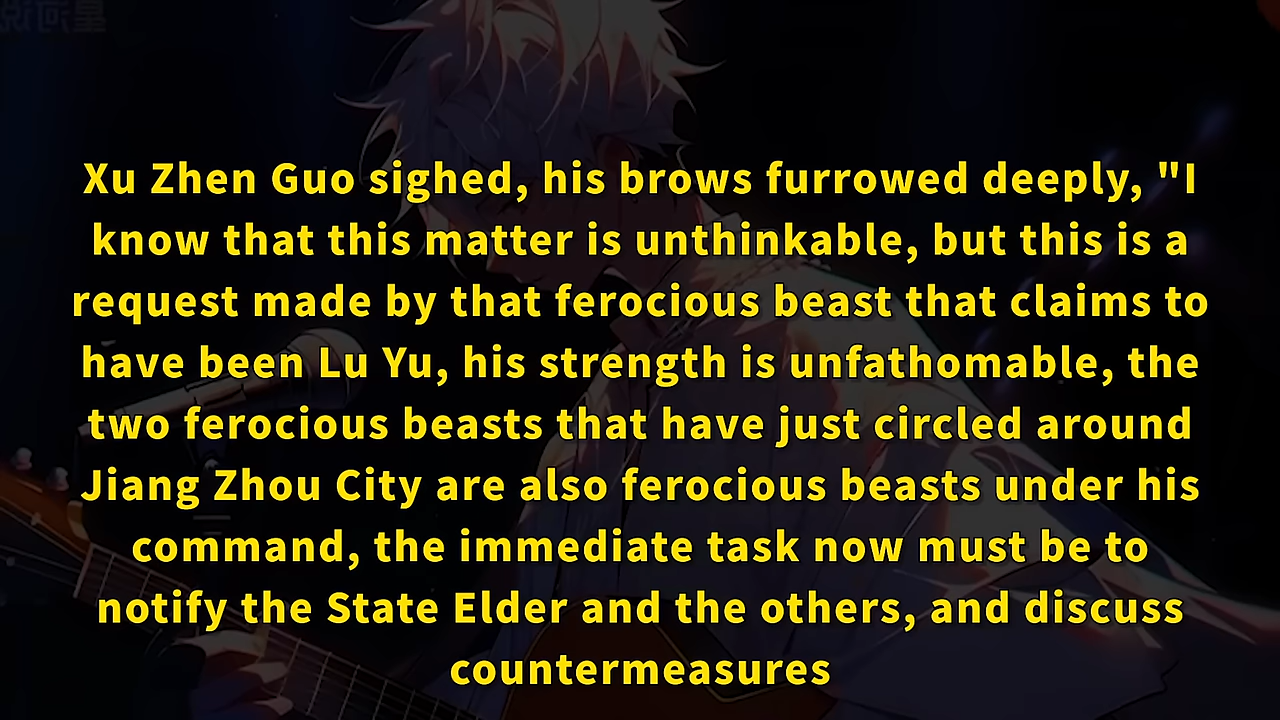 Xu Zhen Guo sighed, his brows furrowed deeply, "I
know that this matter is unthinkable, but this is a
request made by that ferocious beast that claims to
have been Lu Yu, his strength is unfathomable, the
two ferocious beasts that have just circled around
Jiang Zhou City are also ferocious beasts under his
command, the immediate task now must be to
notify the State Elder and the others, and discuss
countermeasures